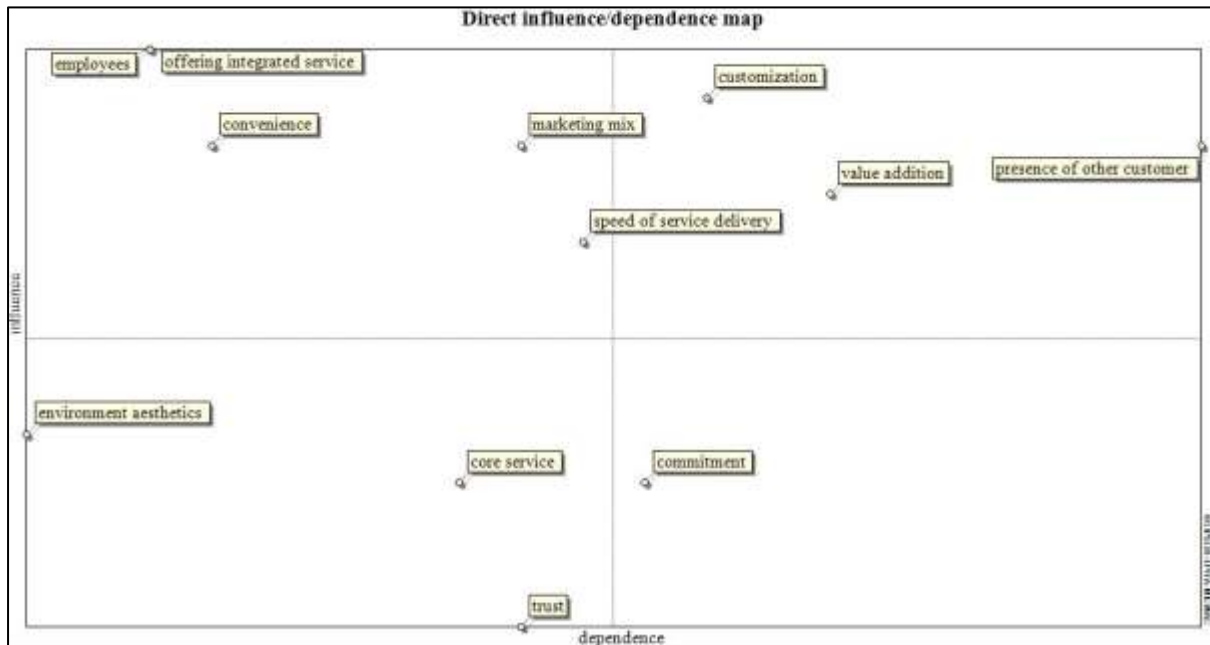 Direct influence/dependence map
employees
offering integrated service
customization
convenience
marketing mix
value addition
presence of other customer
speed of service delivery
influence
environment aesthetics
core service
commitment
trust
dependence